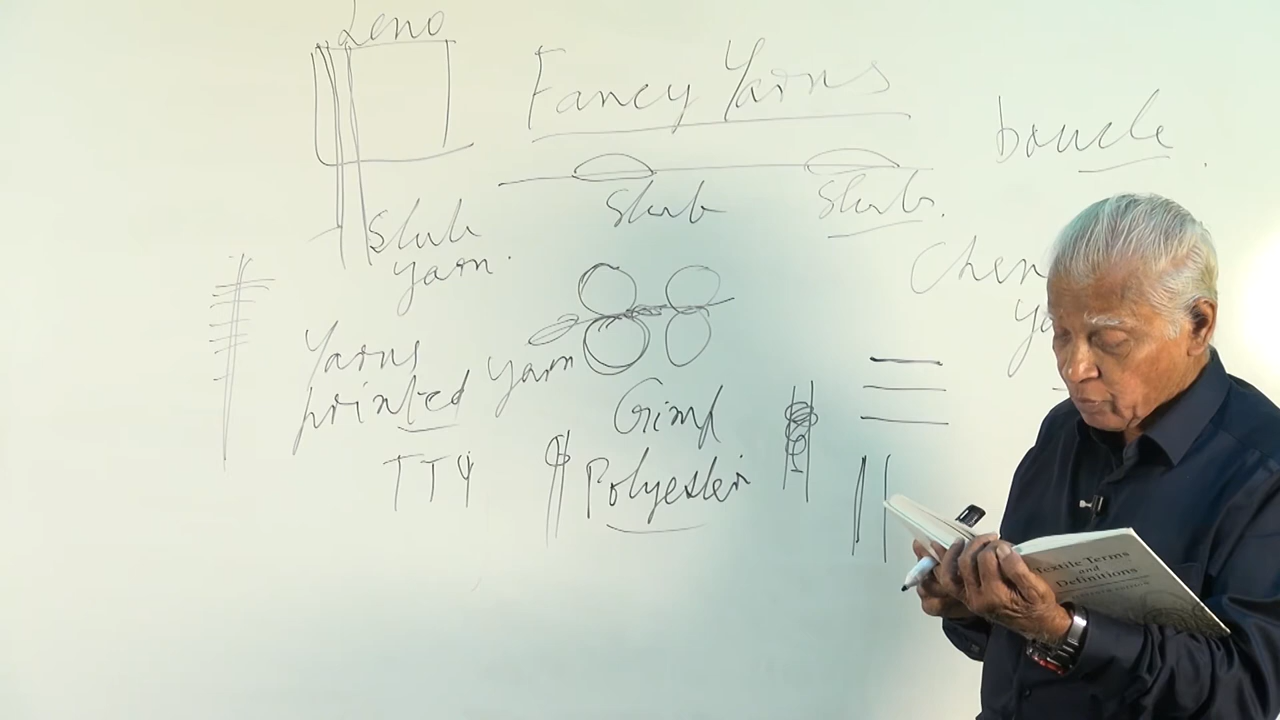 Leno
Fancy Yarns
boucle
Slub
Slub.
Slub
yarn.
Chen
Ya
Yarns
printed
yarn
Gimp
TTY
Polyester
Textile Terms
and
Definitions